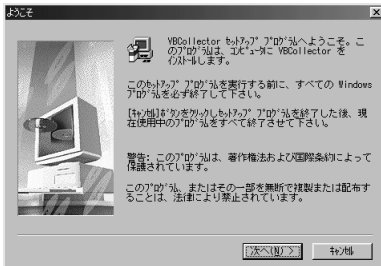 ようこそ
VBCollector ｾｯﾄｱｯﾌﾟ ﾌﾟﾛｸﾞﾗﾑへようこそ。こ
のﾌﾟﾛｸﾞﾗﾑは、ｺﾝﾋﾟｭｰﾀに VBCollector を
ｲﾝｽﾄｰﾙします。
このｾｯﾄｱｯﾌﾟ ﾌﾟﾛｸﾞﾗﾑを実行する前に、すべての Windows
ﾌﾟﾛｸﾞﾗﾑを必ず終了して下さい。
[ｷｬﾝｾﾙ]ﾎﾞﾀﾝをｸﾘｯｸしｾｯﾄｱｯﾌﾟ ﾌﾟﾛｸﾞﾗﾑを終了した後、現
在使用中のﾌﾟﾛｸﾞﾗﾑをすべて終了させて下さい。
警告: このﾌﾟﾛｸﾞﾗﾑは、著作権法および国際条約によって
保護されています。
このﾌﾟﾛｸﾞﾗﾑ、またはその一部を無断で複製または配布す
ることは、法律により禁止されています。
次へ(N) >
ｷｬﾝｾﾙ